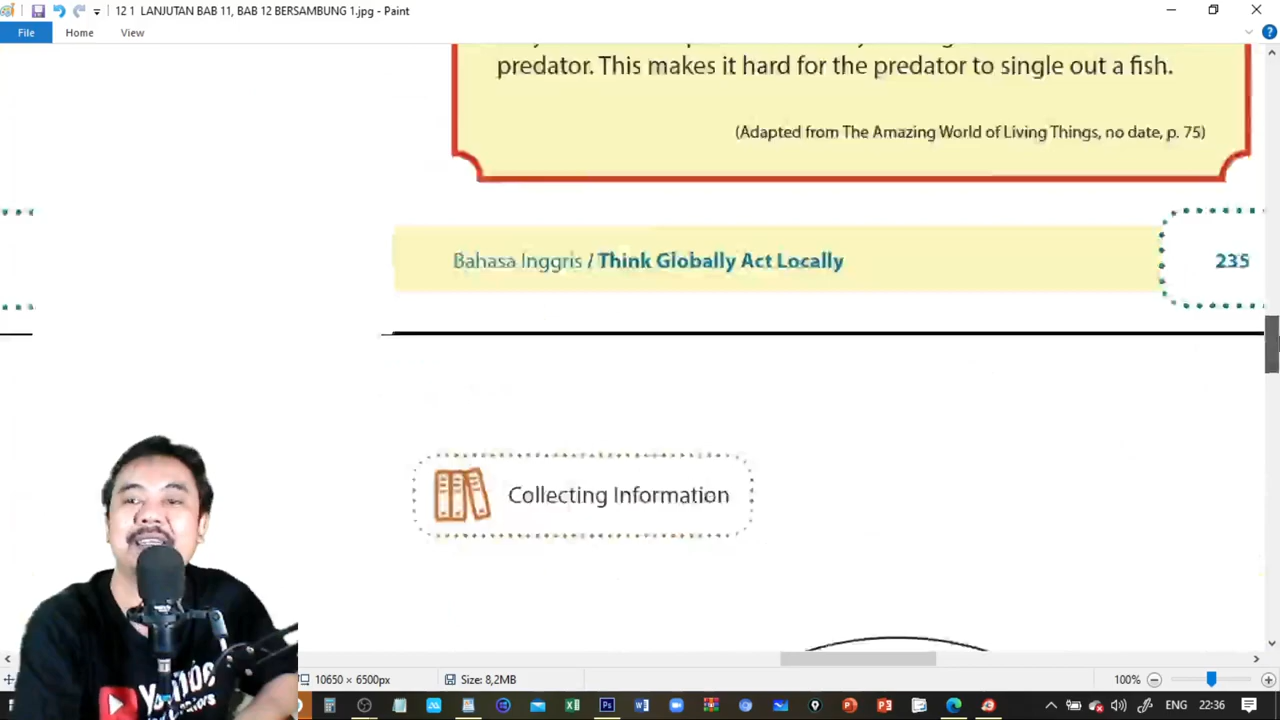 12 1 LANJUTAN BAB 11, BAB 12 BERSAMBUNG 1.jpg - Paint
File Home View
predator. This makes it hard for the predator to single out a fish.
(Adapted from The Amazing World of Living Things, no date, p. 75)
Bahasa Inggris / Think Globally Act Locally
235
Collecting Information
10650 × 6500px
Size: 8,2MB
100%
ENG
22:36